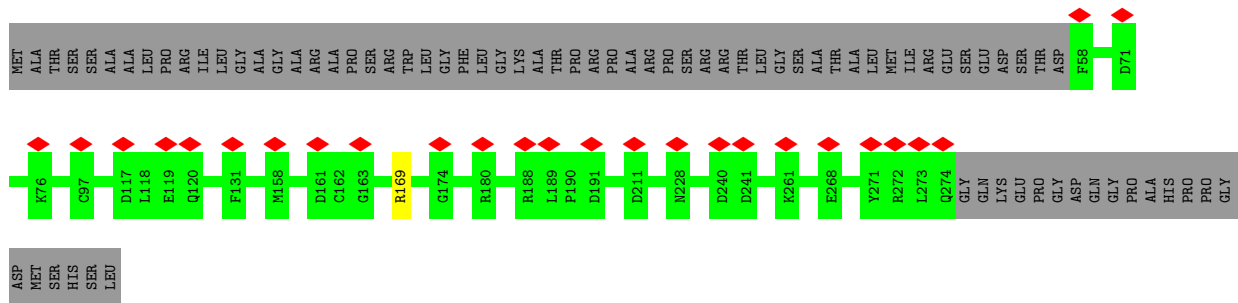 MET ALA THR SER SER ALA ALA LEU PRO ARG ILE LEU GLY ALA GLY ALA ARG ALA PRO SER ARG TRP LEU GLY PHE LEU GLY LYS ALA THR PRO ARG PRO ALA ARG PRO SER ARG ARG THR LEU GLY SER ALA THR ALA LEU MET ILE ARG GLU SER GLU ASP SER THR ASP F58 D71
K76 C97 D117 L118 E119 Q120 F131 M158 D161 C162 G163 R169 G174 R180 R188 L189 P190 D191 D211 N228 D240 D241 K261 E268 Y271 R272 L273 Q274 GLY GLN LYS GLU PRO GLY ASP GLN GLY PRO ALA HIS PRO PRO GLY
ASP MET SER HIS SER LEU